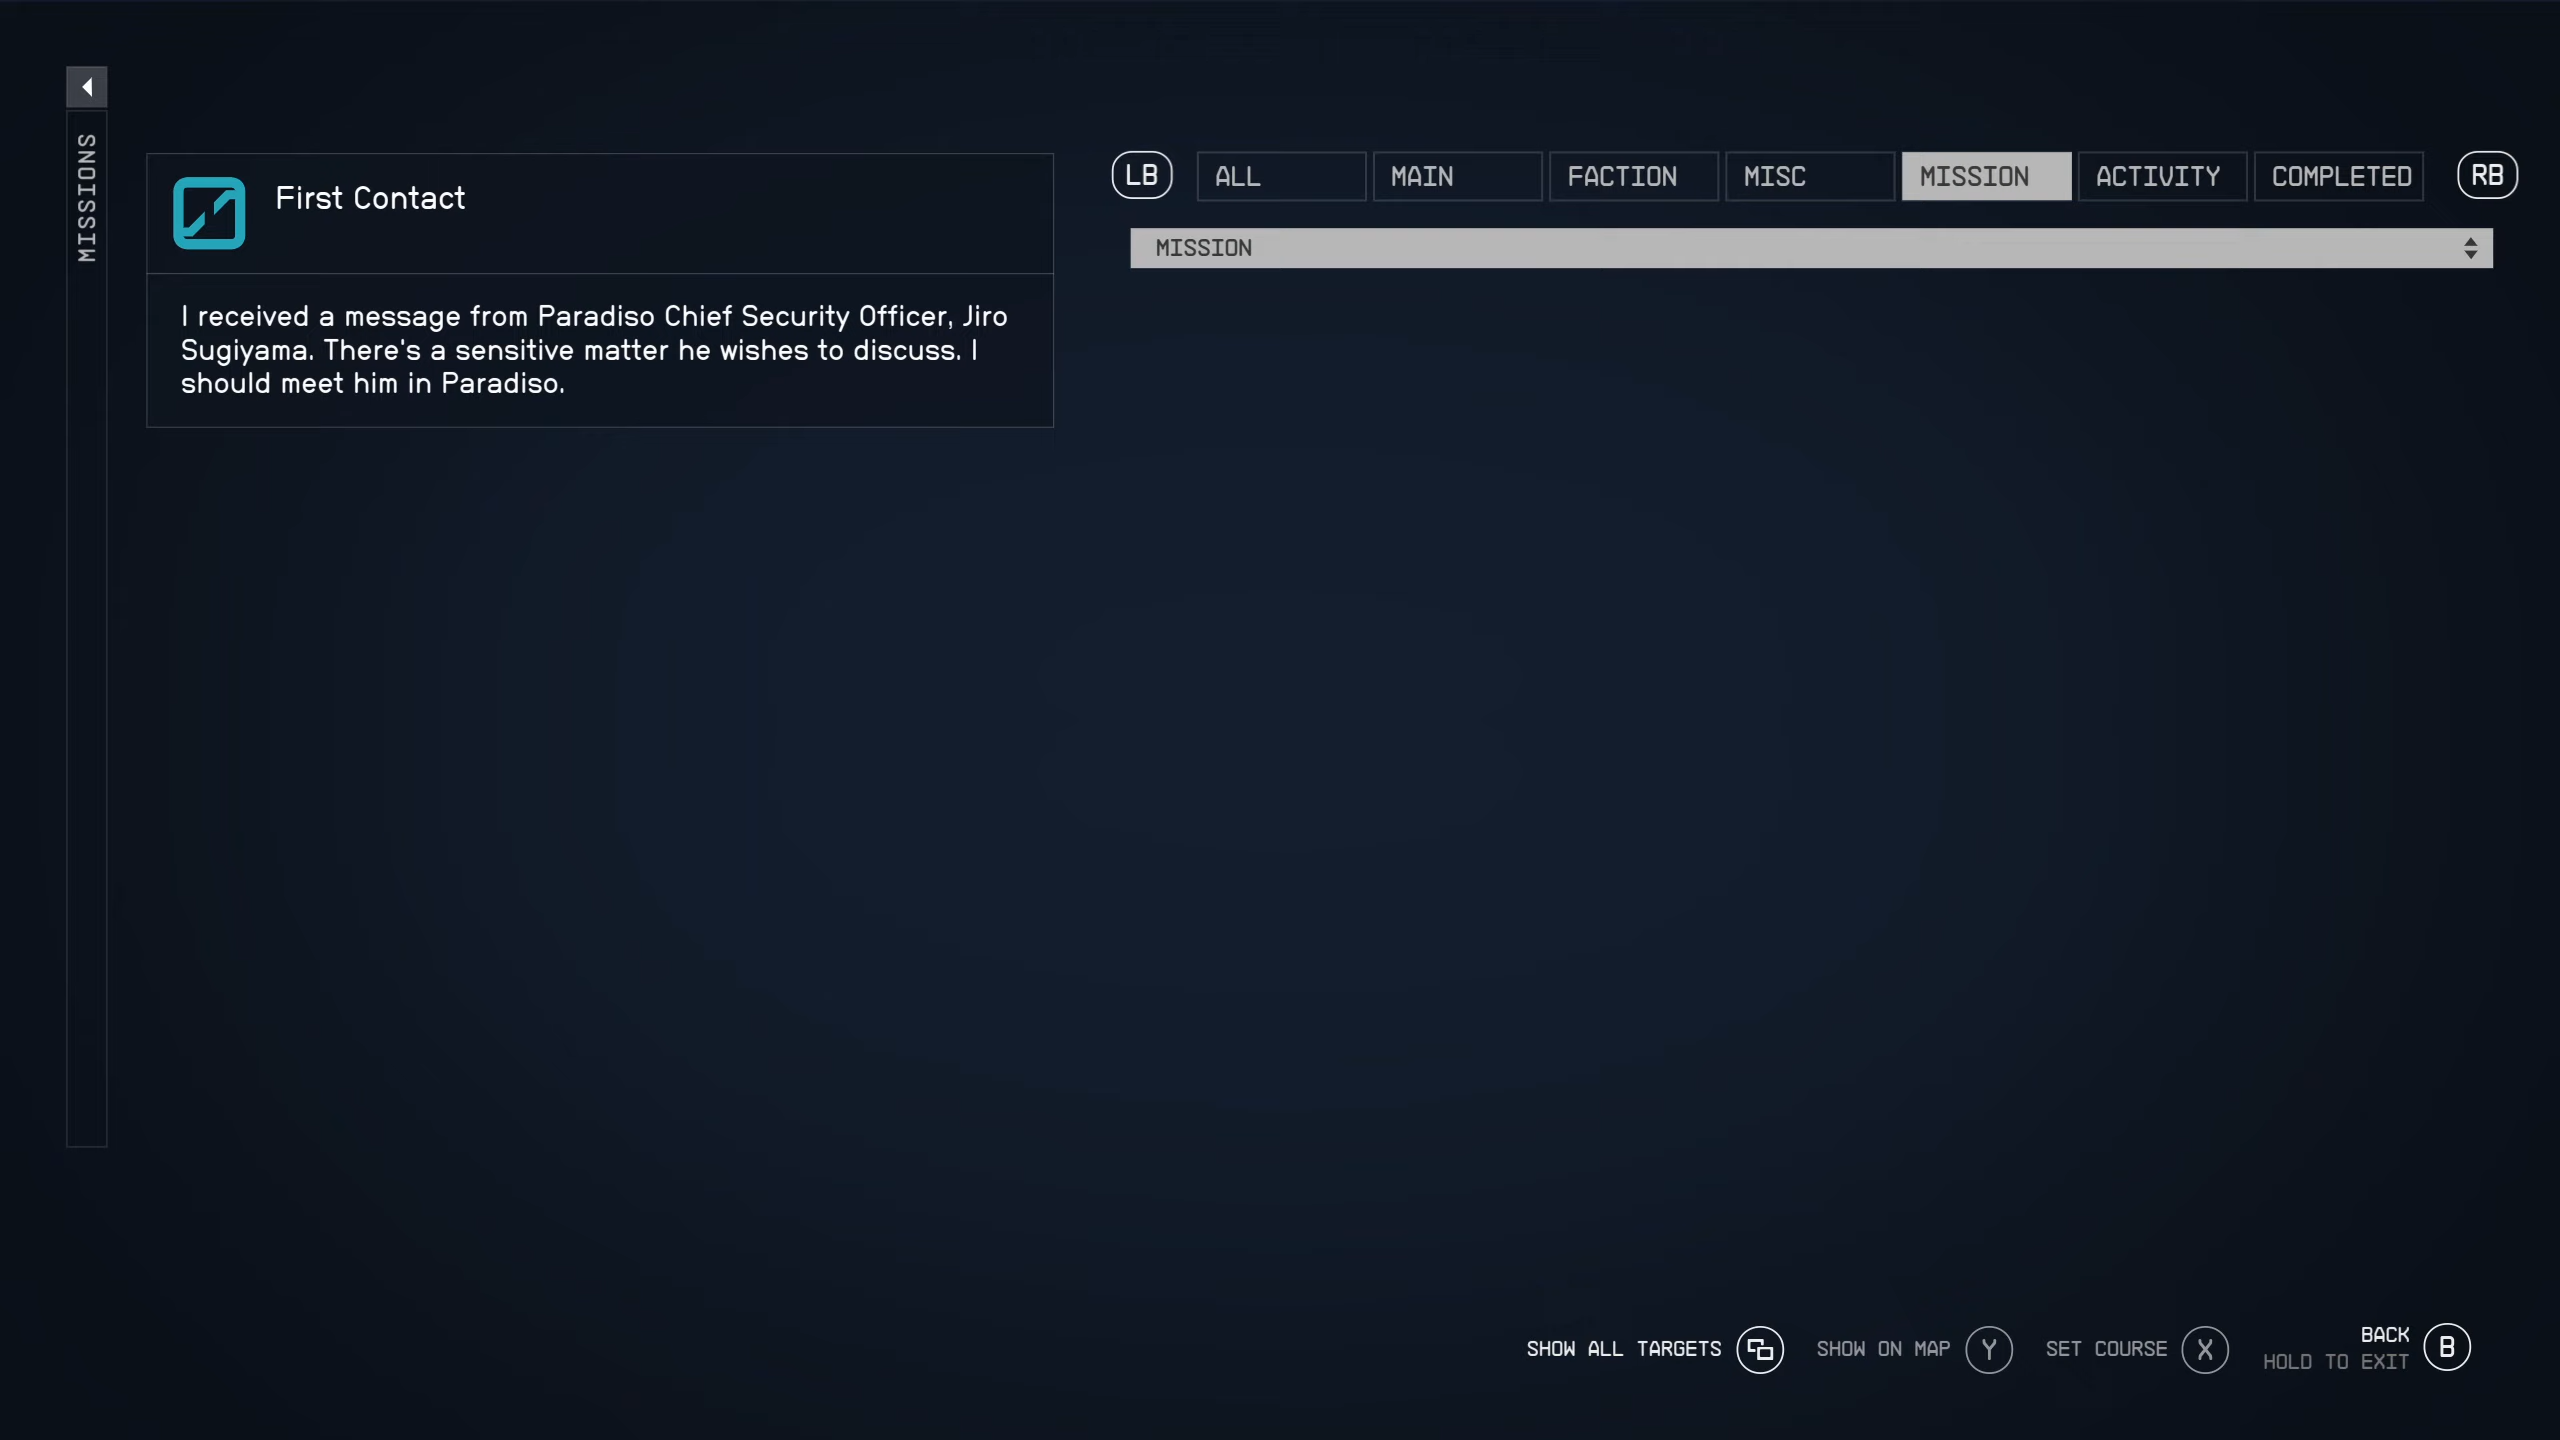 MISSIONS
First Contact
I received a message from Paradiso Chief Security Officer, Jiro
Sugiyama. There's a sensitive matter he wishes to discuss. I
should meet him in Paradiso.
LB ALL MAIN FACTION MISC MISSION ACTIVITY COMPLETED RB
MISSION
SHOW ALL TARGETS SHOW ON MAP Y SET COURSE X BACK B
HOLD TO EXIT